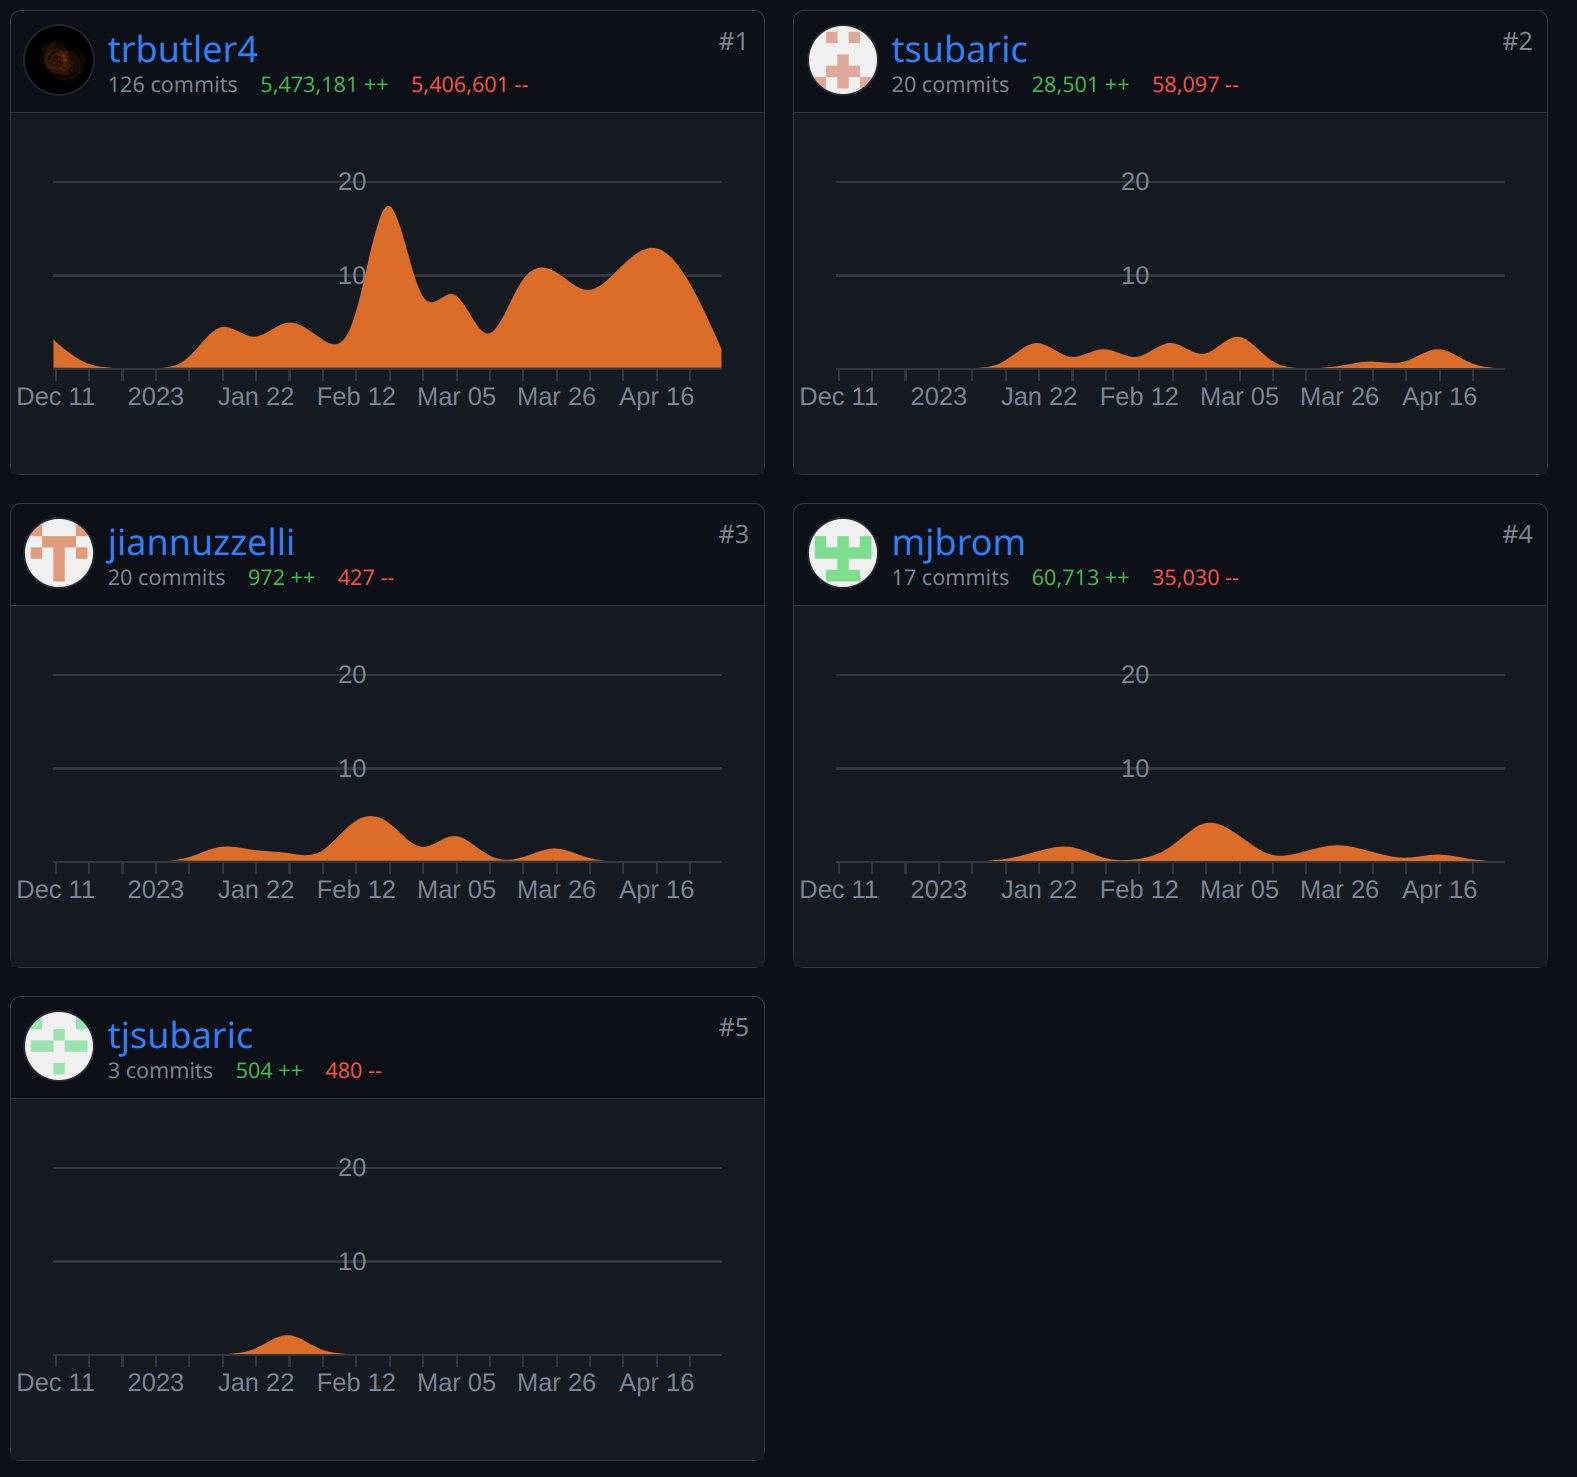 trbutler4
#1
126 commits 5,473,181 ++ 5,406,601 --
20
10
Dec 11 2023 Jan 22 Feb 12 Mar 05 Mar 26 Apr 16
tsubaric
#2
20 commits 28,501 ++ 58,097 --
20
10
Dec 11 2023 Jan 22 Feb 12 Mar 05 Mar 26 Apr 16
jiannuzzelli
#3
20 commits 972 ++ 427 --
20
10
Dec 11 2023 Jan 22 Feb 12 Mar 05 Mar 26 Apr 16
mjbrom
#4
17 commits 60,713 ++ 35,030 --
20
10
Dec 11 2023 Jan 22 Feb 12 Mar 05 Mar 26 Apr 16
tjsubaric
#5
3 commits 504 ++ 480 --
20
10
Dec 11 2023 Jan 22 Feb 12 Mar 05 Mar 26 Apr 16